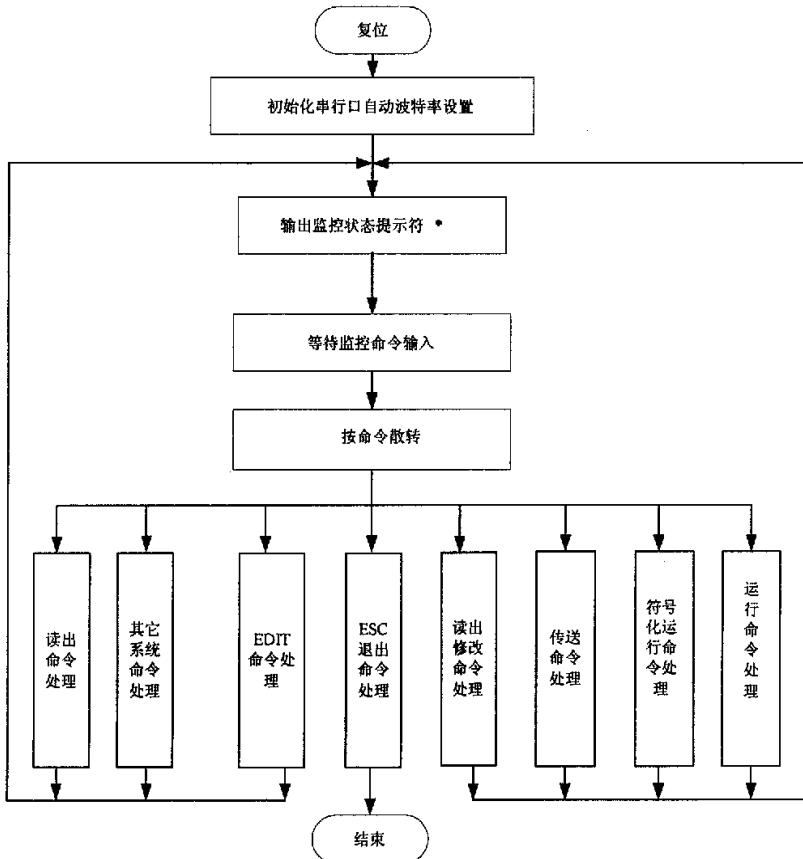 复位
初始化串行口自动波特率设置
输出监控状态提示符 •
等待监控命令输入
按命令散转
读出
命令
处理
其它
系统
命令
处理
EDIT
命令处
理
ESC
退出
命令
处理
读出
修改
命令
处理
传送
命令
处理
符号
化运
行命
令处
理
运
行
命
令
处
理
结束